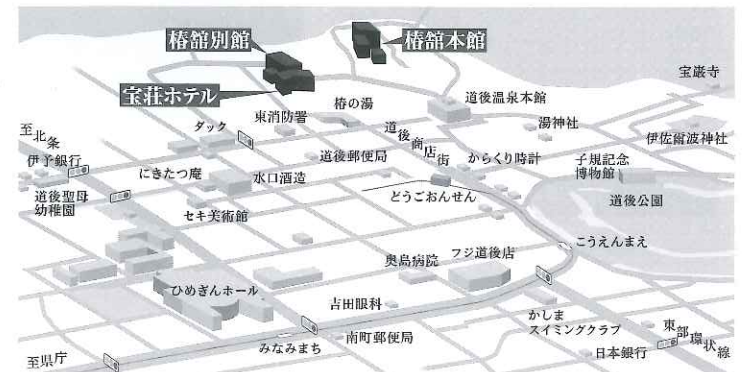 椿舘別館
椿舘本館
宝荘ホテル
宝厳寺
東消防署
椿の湯
道後温泉本館
ダック
湯神社
至北条
伊予銀行
道後商店街
伊佐爾波神社
にきたつ庵
道後郵便局
からくり時計
子規記念
博物館
水口酒造
道後聖母
幼稚園
どうごおんせん
道後公園
セキ美術館
こうえんまえ
奥島病院
フジ道後店
ひめぎんホール
吉田眼科
かしま
スイミングクラブ
みなみまち
南町郵便局
東部環状線
日本銀行
至県庁